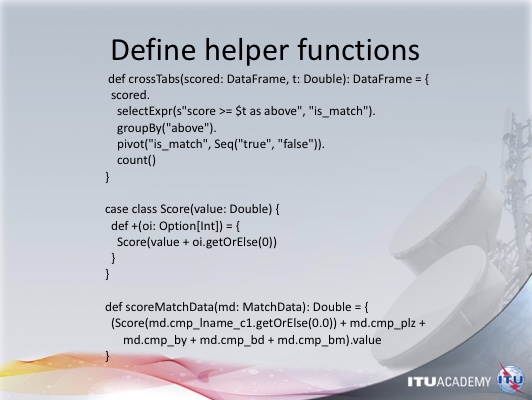 Define helper functions
def crossTabs(scored: DataFrame, t: Double): DataFrame = {
scored.
selectExpr(s"score >= $t as above", "is_match").
groupBy("above").
pivot("is_match", Seq("true", "false")).
count()
}
case class Score(value: Double) {
def +(oi: Option[Int]) = {
Score(value + oi.getOrElse(0))
}
}
def scoreMatchData(md: MatchData): Double = {
(Score(md.cmp_lname_c1.getOrElse(0.0)) + md.cmp_plz +
md.cmp_by + md.cmp_bd + md.cmp_bm).value
}
ITUACADEMY ITU